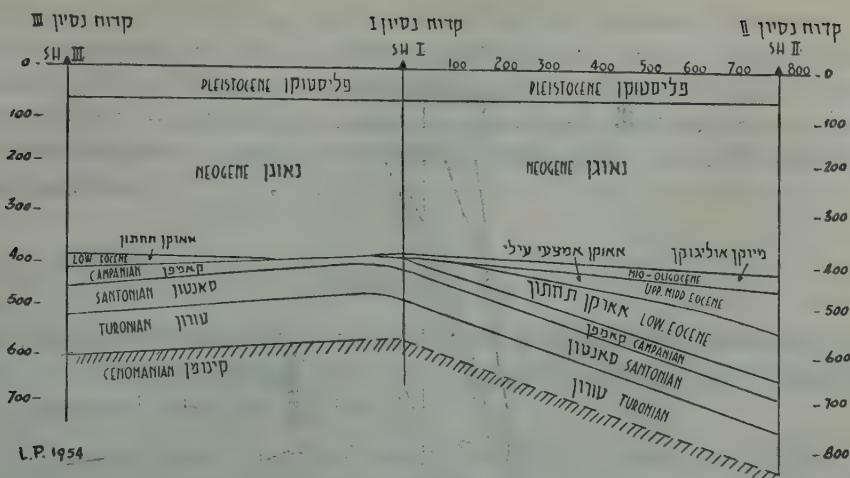 קדוח נסיון III קדוח נסיון I קדוח נסיון II
SH III SH I SH II
0 100 200 300 400 500 600 700 800 0
PLEISTOCENE פליסטוקן PLEISTOCENE פליסטוקן
100 100
200 NEOGENE נאוגן NEOGENE נאוגן 200
300 300
אאוקן תחתון אאוקן אמצעי עילי מיוקן אוליגוקן
400 LOW. EOCENE MIO-OLIGOCENE 400
CAMPANIAN קאמפן UPP. MIDD EOCENE
500 SANTONIAN סאנטון אאוקן תחתון LOW. EOCENE 500
TURONIAN טורון קאמפן CAMPANIAN
600 סאנטון SANTONIAN 600
CENOMANIAN קינומן
700 טורון TURONIAN 700
L.P. 1954 800